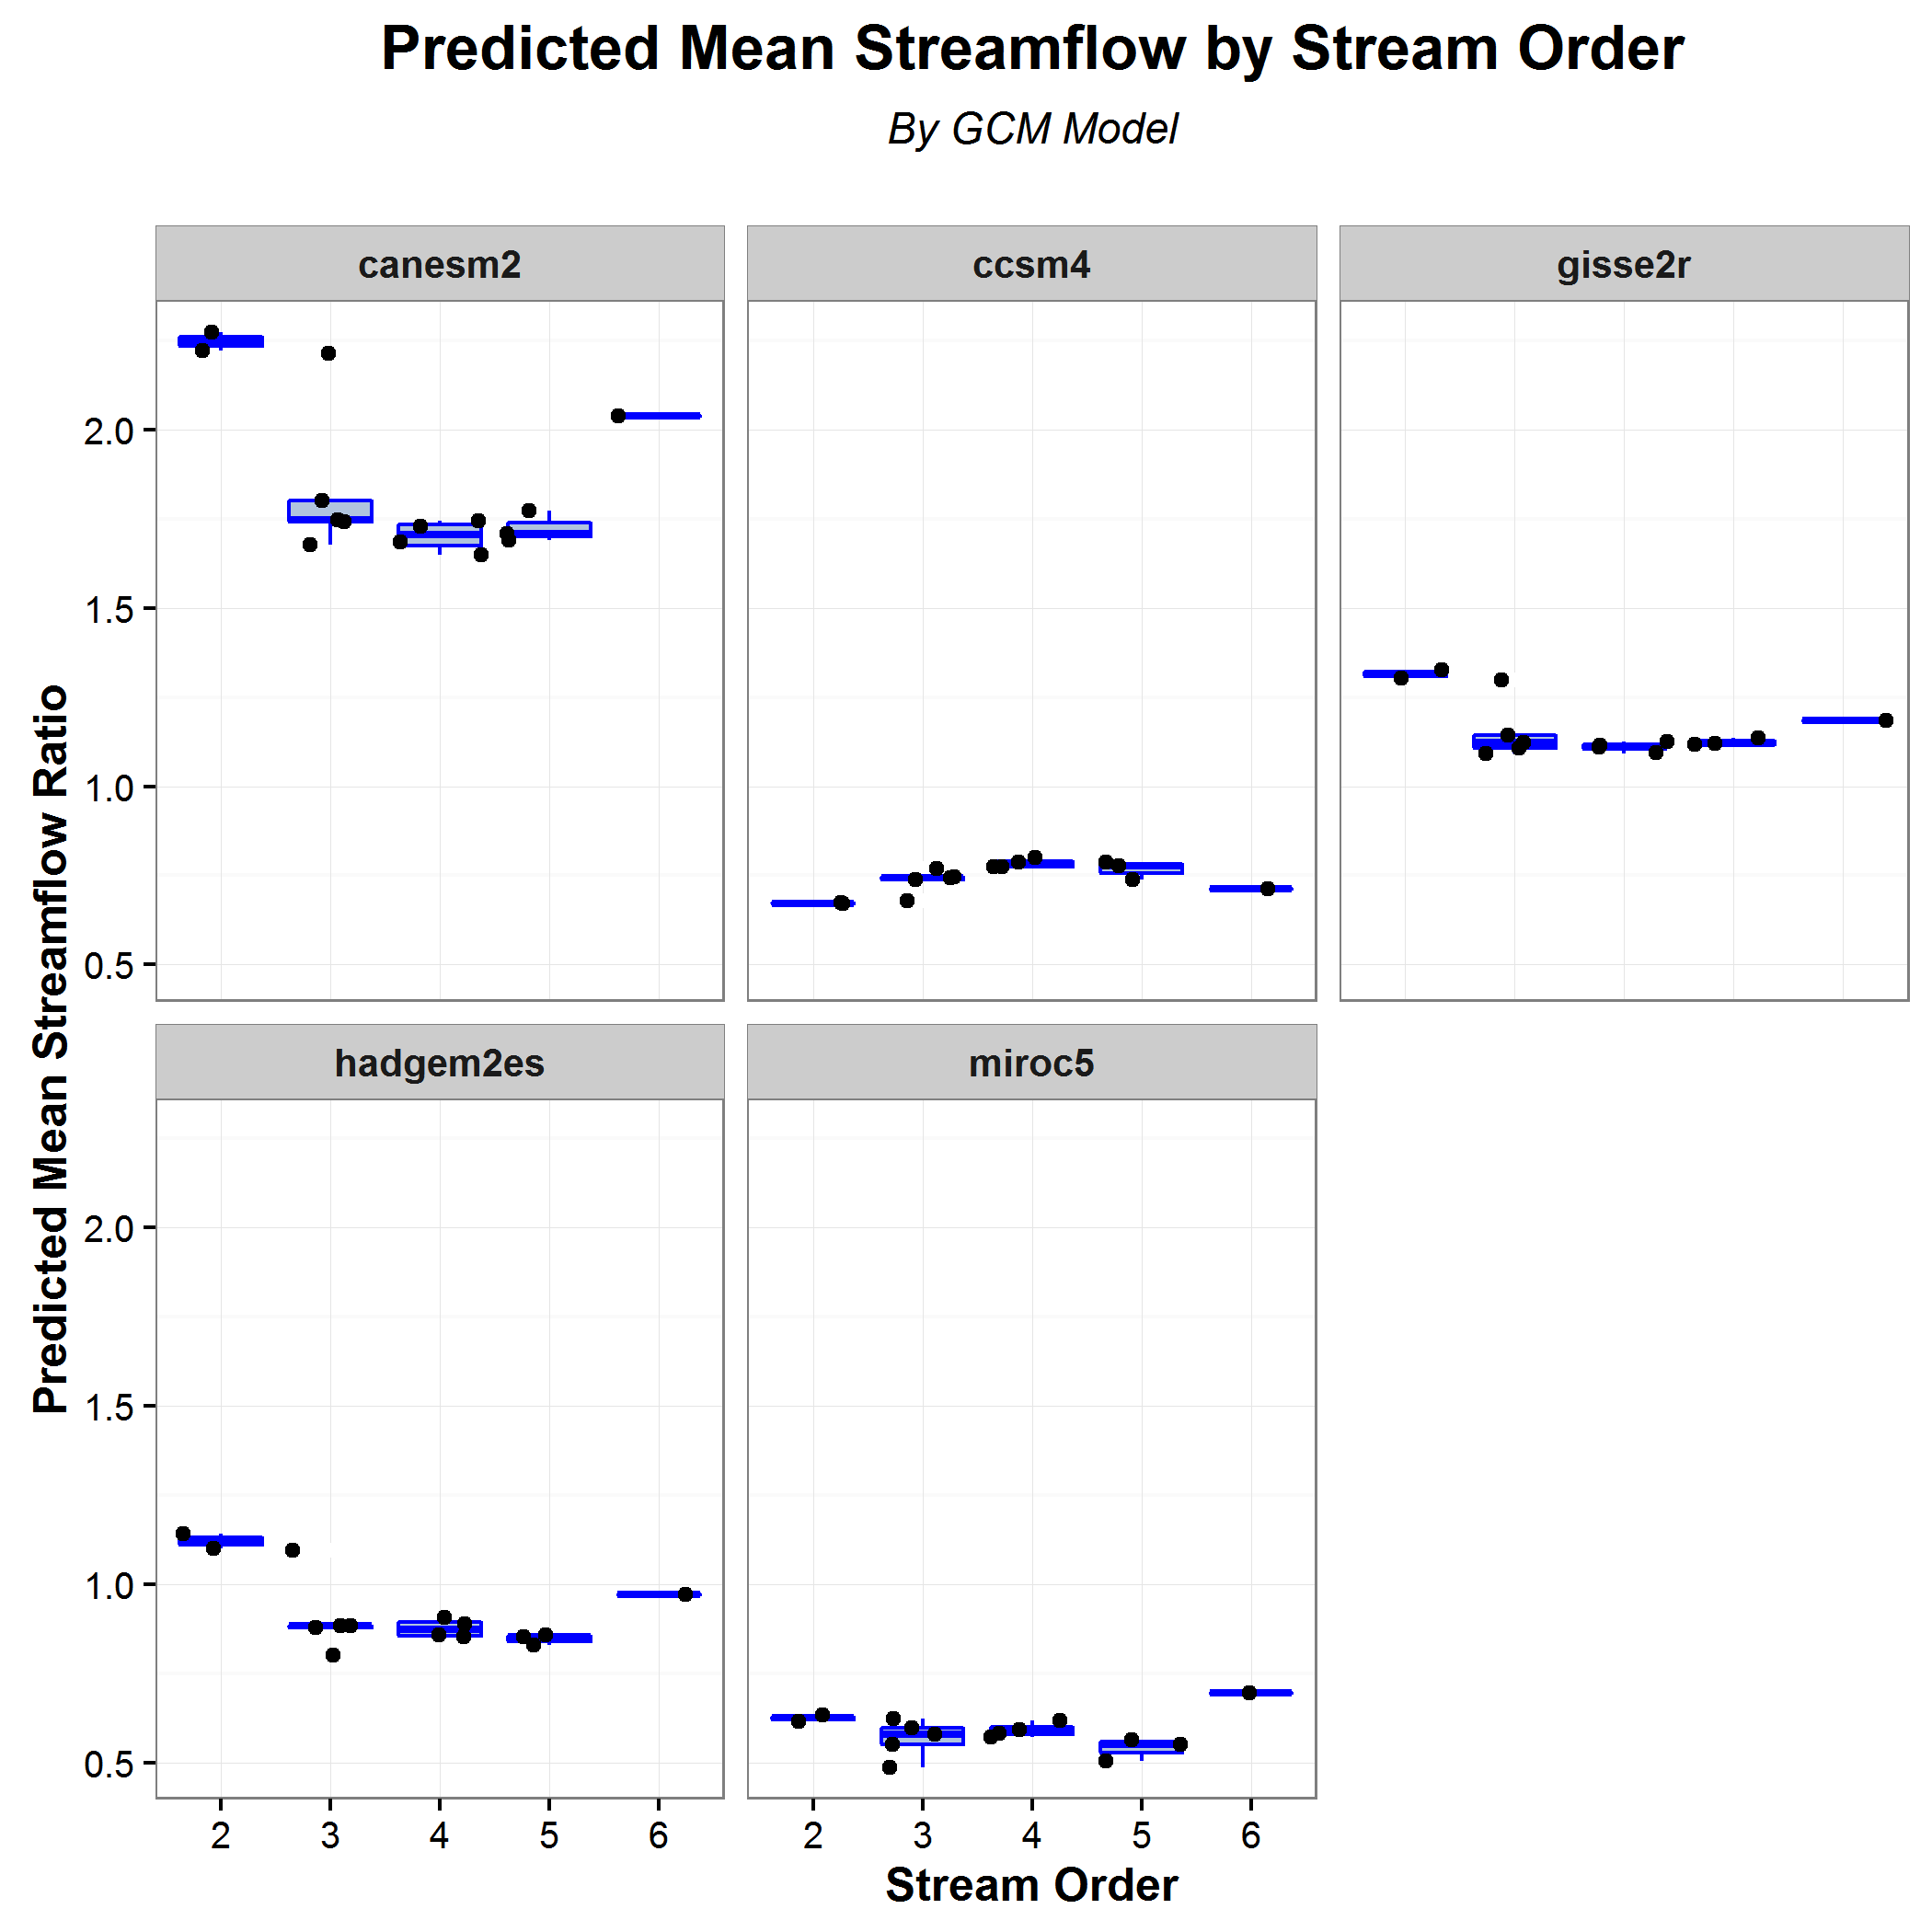 Predicted Mean Streamflow by Stream Order
By GCM Model
canesm2
ccsm4
gisse2r
2.0
1.5
1.0
0.5
Predicted Mean Streamflow Ratio
hadgem2es
miroc5
2.0
1.5
1.0
0.5
2 3 4 5 6
2 3 4 5 6
Stream Order